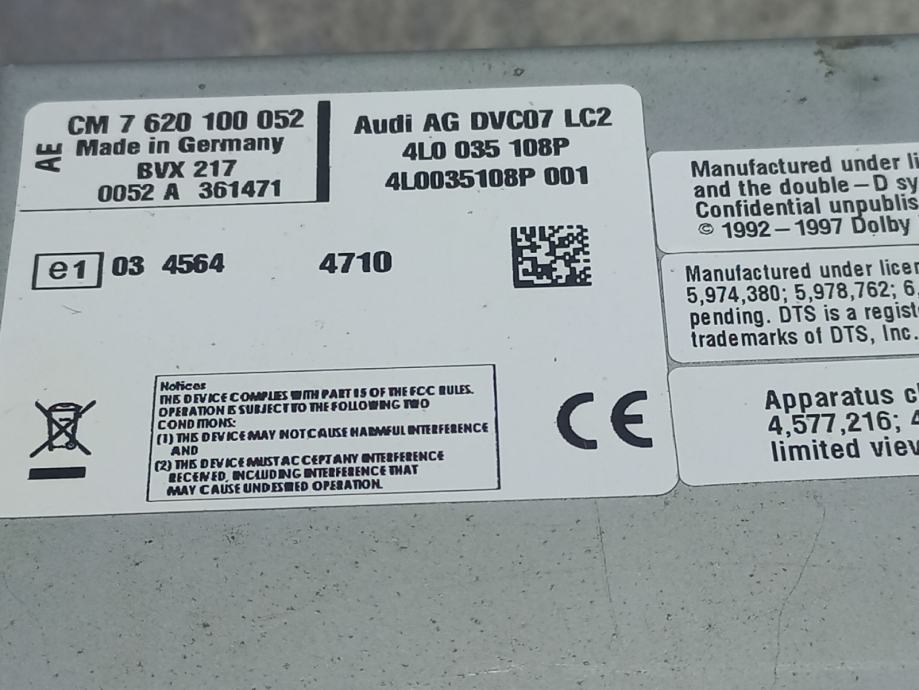 CM 7 620 100 052
AE
Made in Germany
BVX 217
0052 A 361471
Audi AG DVC07 LC2
4L0 035 108P
4L0035108P 001
e1 03 4564 4710
Notices
THIS DEVICE COMPLIES WITH PART 15 OF THE FCC RULES.
OPERATION IS SUBJECT TO THE FOLLOWING TWO
CONDITIONS:
(1) THIS DEVICE MAY NOT CAUSE HARMFUL INTERFERENCE
AND
(2) THIS DEVICE MUST ACCEPT ANY INTERFERENCE
RECEIVED, INCLUDING INTERFERENCE THAT
MAY CAUSE UNDESIRED OPERATION.
CE
Manufactured under li
and the double-D sy
Confidential unpublis
© 1992-1997 Dolby
Manufactured under licen
5,974,380; 5,978,762; 6,
pending. DTS is a regist
trademarks of DTS, Inc.
Apparatus c
4,577,216; 4
limited view